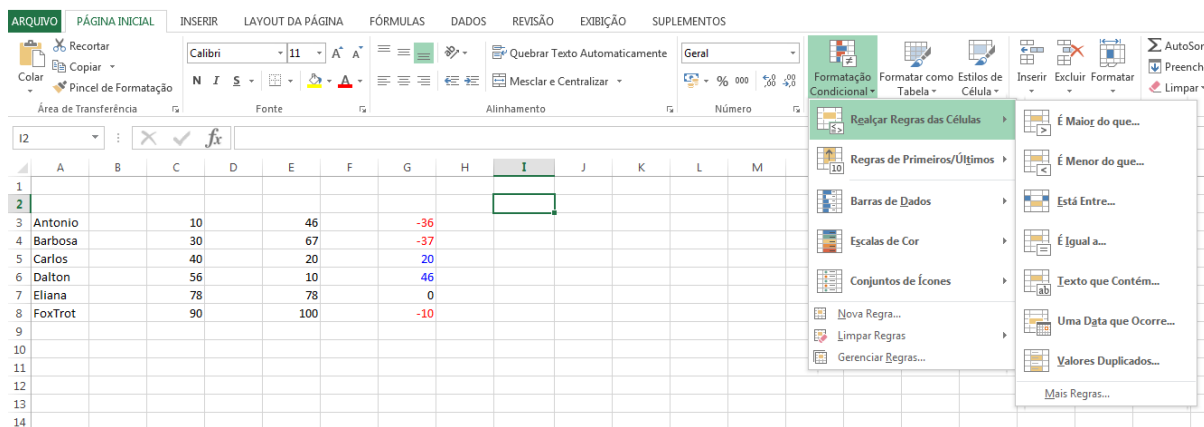 ARQUIVO PÁGINA INICIAL INSERIR LAYOUT DA PÁGINA FÓRMULAS DADOS REVISÃO EXIBIÇÃO SUPLEMENTOS
Colar
Recortar
Copiar
Pincel de Formatação
Área de Transferência
Calibri 11 A A
N I S A
Fonte
Quebrar Texto Automaticamente
Mesclar e Centralizar
Alinhamento
Geral
% 000 ,00
Número
Formatação Condicional
Formatar como Tabela
Estilos de Célula
Inserir Excluir Formatar
AutoSor
Preench
Limpar
I2 fx
A B C D E F G H I J K L M
1
2
3 Antonio 10 46 -36
4 Barbosa 30 67 -37
5 Carlos 40 20 20
6 Dalton 56 10 46
7 Eliana 78 78 0
8 FoxTrot 90 100 -10
9
10
11
12
13
14
Realçar Regras das Células
Regras de Primeiros/Últimos
Barras de Dados
Escalas de Cor
Conjuntos de Ícones
Nova Regra...
Limpar Regras
Gerenciar Regras...
É Maior do que...
É Menor do que...
Está Entre...
É Igual a...
Texto que Contém...
Uma Data que Ocorre...
Valores Duplicados...
Mais Regras...